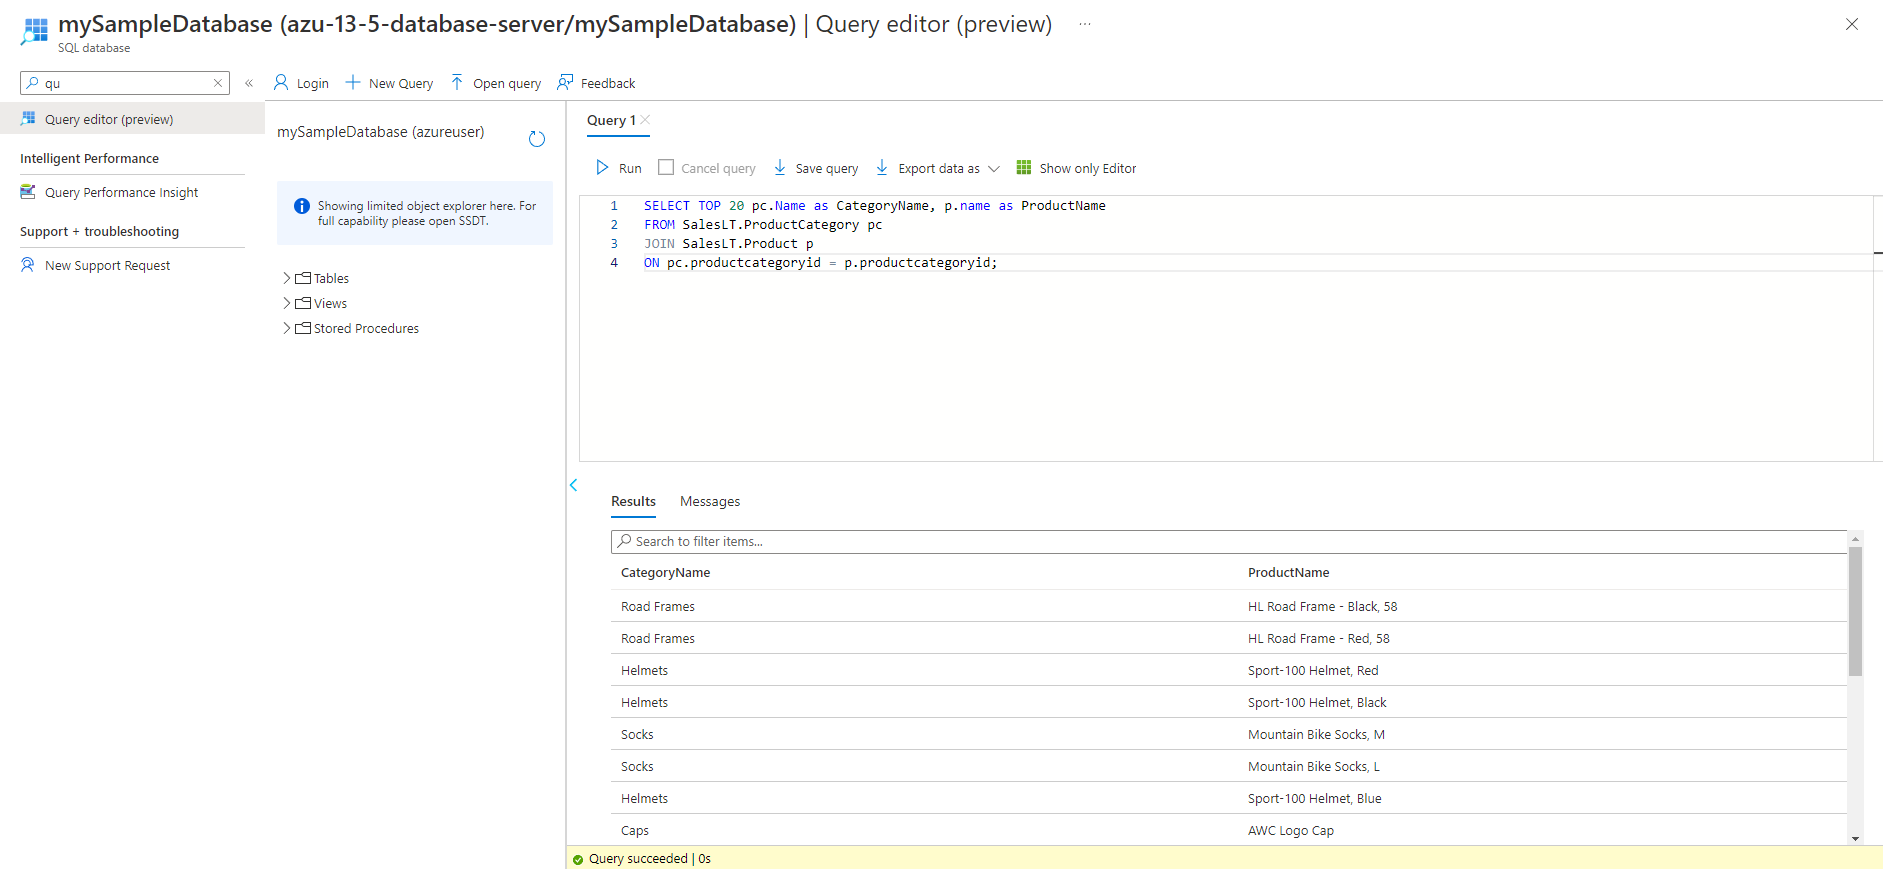 mySampleDatabase (azu-13-5-database-server/mySampleDatabase) | Query editor (preview) ...
SQL database
qu
Login
New Query
Open query
Feedback
Query editor (preview)
Intelligent Performance
Query Performance Insight
Support + troubleshooting
New Support Request
mySampleDatabase (azureuser)
Showing limited object explorer here. For
full capability please open SSDT.
Tables
Views
Stored Procedures
Query 1
Run
Cancel query
Save query
Export data as
Show only Editor
1 SELECT TOP 20 pc.Name as CategoryName, p.name as ProductName
2 FROM SalesLT.ProductCategory pc
3 JOIN SalesLT.Product p
4 ON pc.productcategoryid = p.productcategoryid;
Results Messages
Search to filter items...
CategoryName ProductName
Road Frames HL Road Frame - Black, 58
Road Frames HL Road Frame - Red, 58
Helmets Sport-100 Helmet, Red
Helmets Sport-100 Helmet, Black
Socks Mountain Bike Socks, M
Socks Mountain Bike Socks, L
Helmets Sport-100 Helmet, Blue
Caps AWC Logo Cap
Query succeeded | 0s